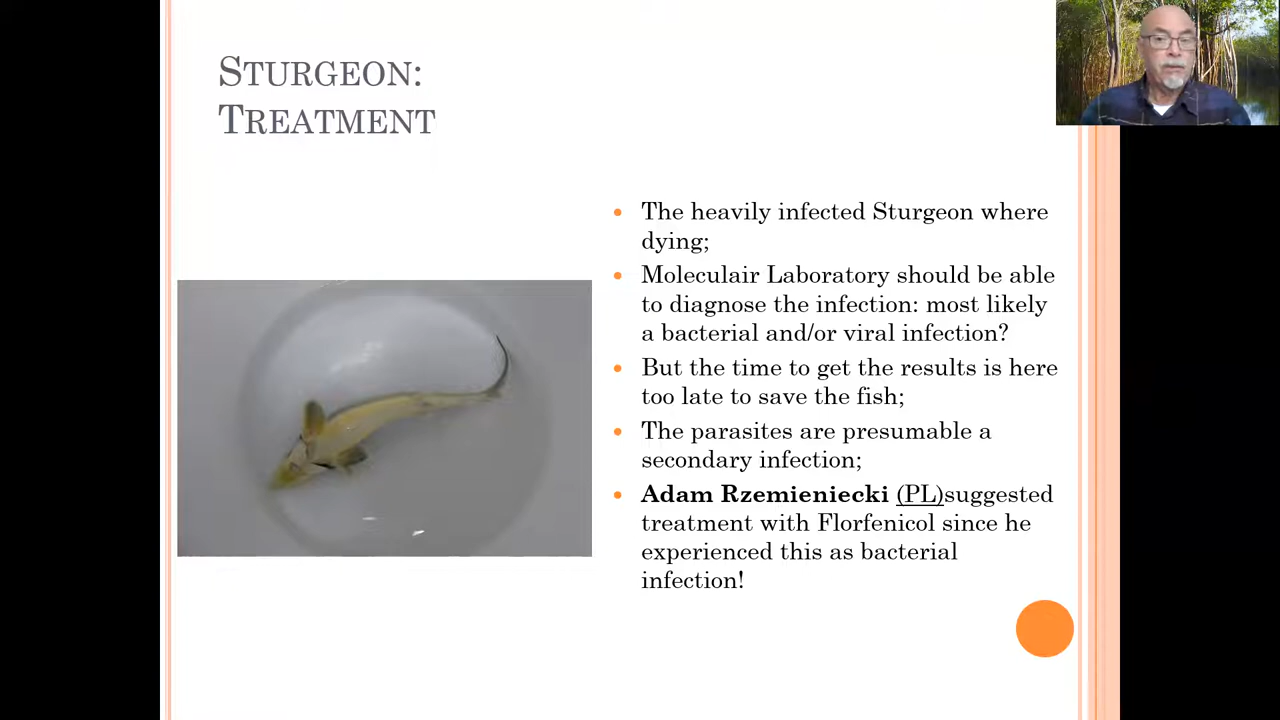 STURGEON:
TREATMENT
The heavily infected Sturgeon where
dying;
Moleculair Laboratory should be able
to diagnose the infection: most likely
a bacterial and/or viral infection?
But the time to get the results is here
too late to save the fish;
The parasites are presumable a
secondary infection;
Adam Rzemieniecki (PL)suggested
treatment with Florfenicol since he
experienced this as bacterial
infection!